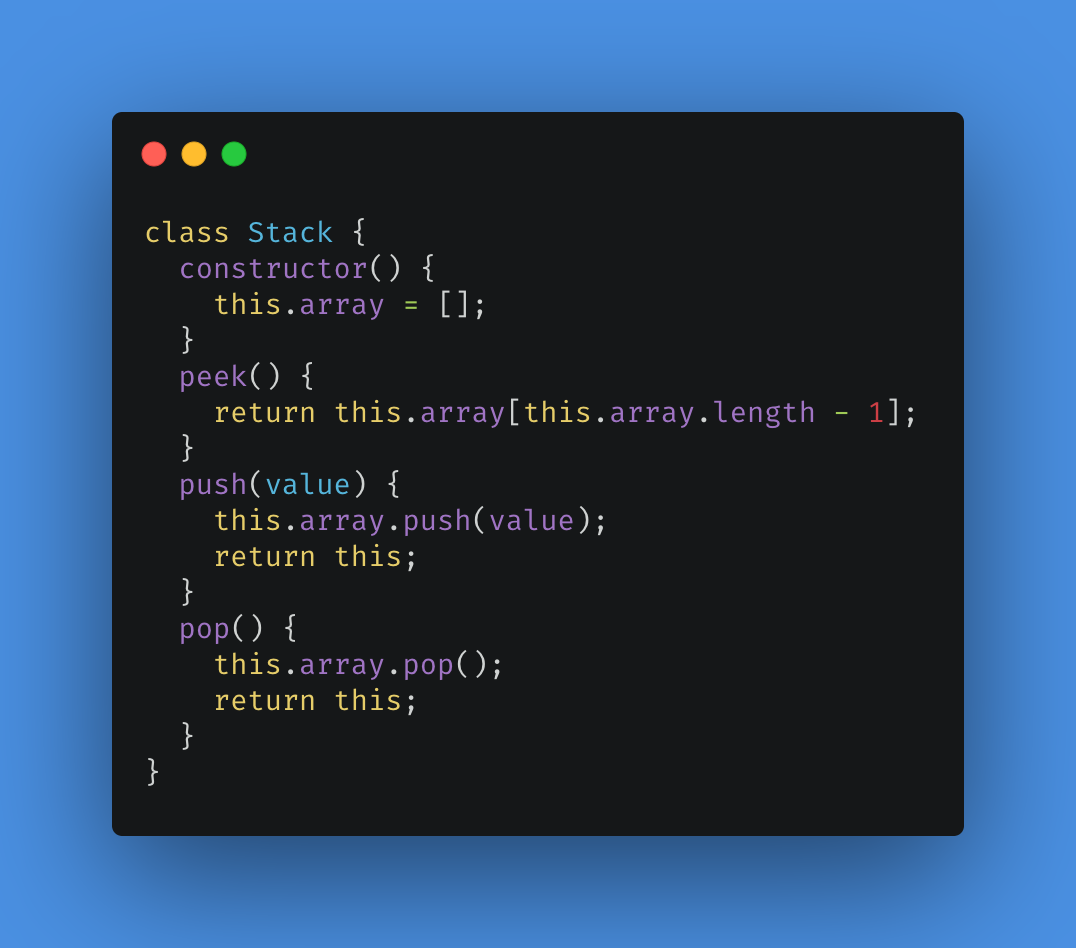 class Stack {
  constructor() {
    this.array = [];
  }
  peek() {
    return this.array[this.array.length - 1];
  }
  push(value) {
    this.array.push(value);
    return this;
  }
  pop() {
    this.array.pop();
    return this;
  }
}